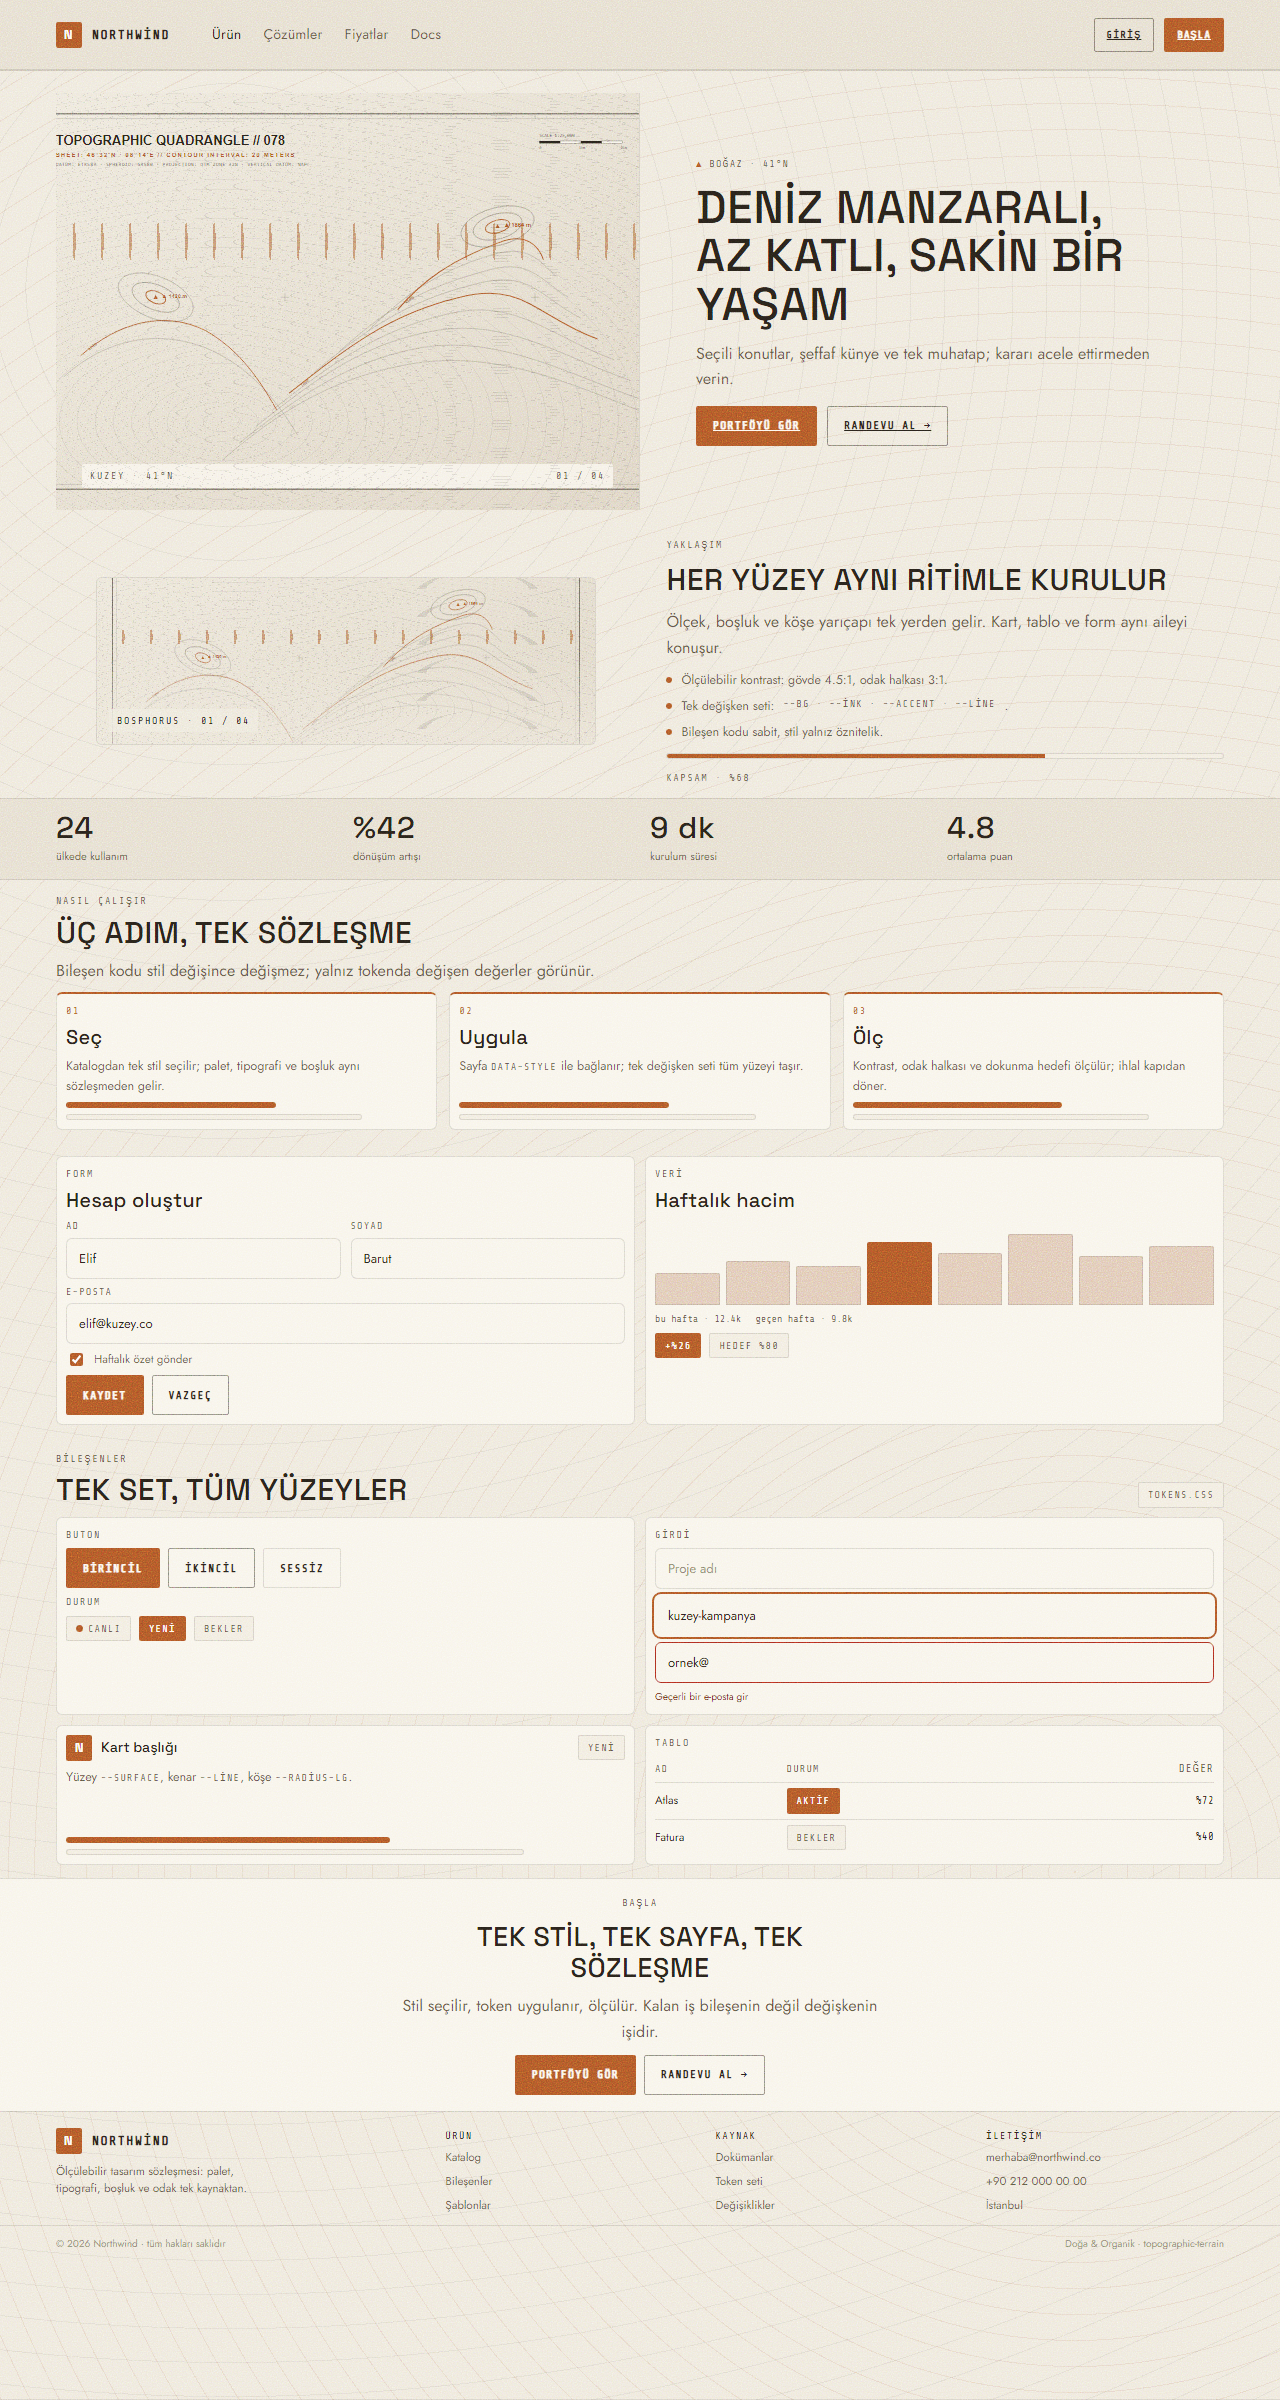 N NORTHWİND Ürün Çözümler Fiyatlar Docs GİRİŞ BAŞLA
TOPOGRAPHIC QUADRANGLE // 078
SHEET: 46°32'N · 08°14'E // CONTOUR INTERVAL: 20 METERS
▲ BOĞAZ · 41°N
DENİZ MANZARALI,
AZ KATLI, SAKİN BİR
YAŞAM
Seçili konutlar, şeffaf künye ve tek muhatap; kararı acele ettirmeden
verin.
PORTFÖYÜ GÖR RANDEVU AL →
KUZEY · 41°N 01 / 04
YAKLAŞIM
HER YÜZEY AYNI RİTİMLE KURULUR
Ölçek, boşluk ve köşe yarıçapı tek yerden gelir. Kart, tablo ve form aynı aileyi
konuşur.
Ölçülebilir kontrast: gövde 4.5:1, odak halkası 3:1.
Tek değişken seti: --BG · --İNK · --ACCENT · --LİNE .
Bileşen kodu sabit, stil yalnız öznitelik.
KAPSAM · %68
BOSPHORUS · 01 / 04
24 %42 9 dk 4.8
ülkede kullanım dönüşüm artışı kurulum süresi ortalama puan
NASIL ÇALIŞIR
ÜÇ ADIM, TEK SÖZLEŞME
Bileşen kodu stil değişince değişmez; yalnız tokenda değişen değerler görünür.
01
Seç
Katalogdan tek stil seçilir; palet, tipografi ve boşluk aynı
sözleşmeden gelir.
02
Uygula
Sayfa DATA-STYLE ile bağlanır; tek değişken seti tüm yüzeyi taşır.
03
Ölç
Kontrast, odak halkası ve dokunma hedefi ölçülür; ihlal kapıdan
döner.
FORM
Hesap oluştur
AD SOYAD
Elif Barut
E-POSTA
elif@kuzey.co
Haftalık özet gönder
KAYDET VAZGEÇ
VERİ
Haftalık hacim
bu hafta · 12.4k geçen hafta · 9.8k
+%26 HEDEF %80
BİLEŞENLER
TEK SET, TÜM YÜZEYLER
TOKENS.CSS
BUTON
BİRİNCİL İKİNCİL SESSİZ
DURUM
CANLI YENİ BEKLER
GİRDİ
Proje adı
kuzey-kampanya
ornek@
Geçerli bir e-posta gir
N Kart başlığı YENİ
Yüzey --SURFACE, kenar --LİNE, köşe --RADİUS-LG.
TABLO
AD DURUM DEĞER
Atlas AKTİF %72
Fatura BEKLER %40
BAŞLA
TEK STİL, TEK SAYFA, TEK
SÖZLEŞME
Stil seçilir, token uygulanır, ölçülür. Kalan iş bileşenin değil değişkenin
işidir.
PORTFÖYÜ GÖR RANDEVU AL →
N NORTHWİND
Ölçülebilir tasarım sözleşmesi: palet,
tipografi, boşluk ve odak tek kaynaktan.
ÜRÜN
Katalog
Bileşenler
Şablonlar
KAYNAK
Dokümanlar
Token seti
Değişiklikler
İLETİŞİM
merhaba@northwind.co
+90 212 000 00 00
İstanbul
© 2026 Northwind · tüm hakları saklıdır Doğa & Organik · topographic-terrain